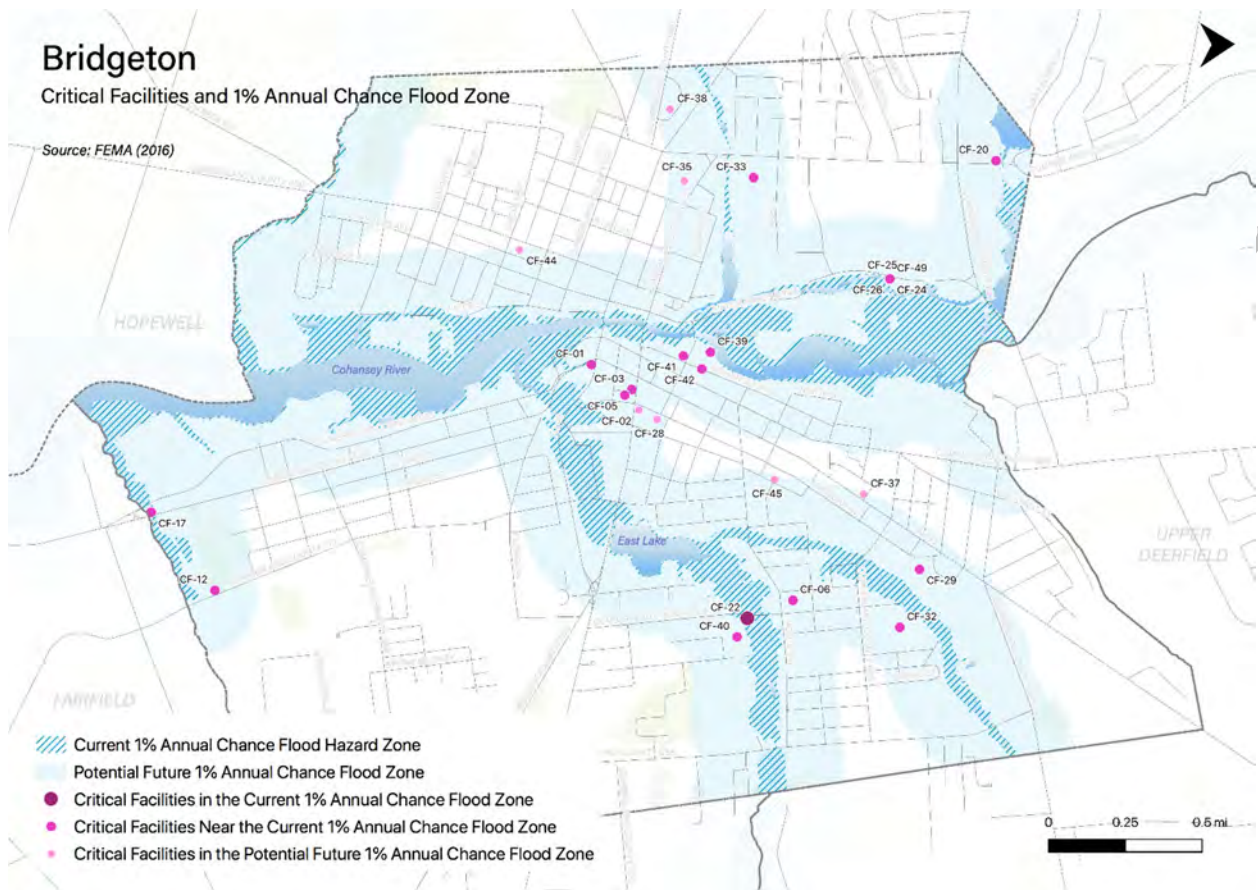 Bridgeton
Critical Facilities and 1% Annual Chance Flood Zone
Source: FEMA (2016)
CF-38
CF-20
CF-35
CF-33
CF-44
CF-25
CF-49
CF-26
CF-24
HOPEWELL
CF-39
CF-01
CF-41
Cohansey River
CF-42
CF-03
CF-05
CF-02
CF-28
CF-45
CF-37
CF-17
East Lake
UPPER
DEERFIELD
CF-29
CF-12
CF-06
CF-22
CF-32
CF-40
FAIRFIELD
Current 1% Annual Chance Flood Hazard Zone
Potential Future 1% Annual Chance Flood Zone
Critical Facilities in the Current 1% Annual Chance Flood Zone
Critical Facilities Near the Current 1% Annual Chance Flood Zone
Critical Facilities in the Potential Future 1% Annual Chance Flood Zone
0 0.25 0.5 mi